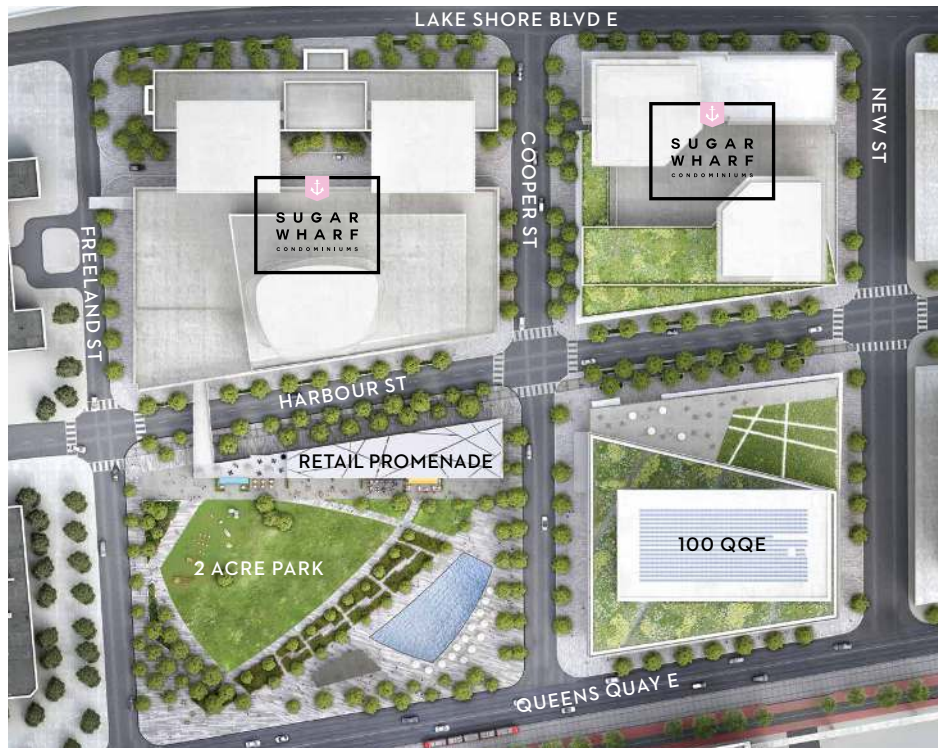 LAKE SHORE BLVD E
SUGAR
WHARF
CONDOMINIUMS
NEW ST
COOPER ST
SUGAR
WHARF
CONDOMINIUMS
FREELAND ST
HARBOUR ST
RETAIL PROMENADE
100 QQE
2 ACRE PARK
QUEENS QUAY E